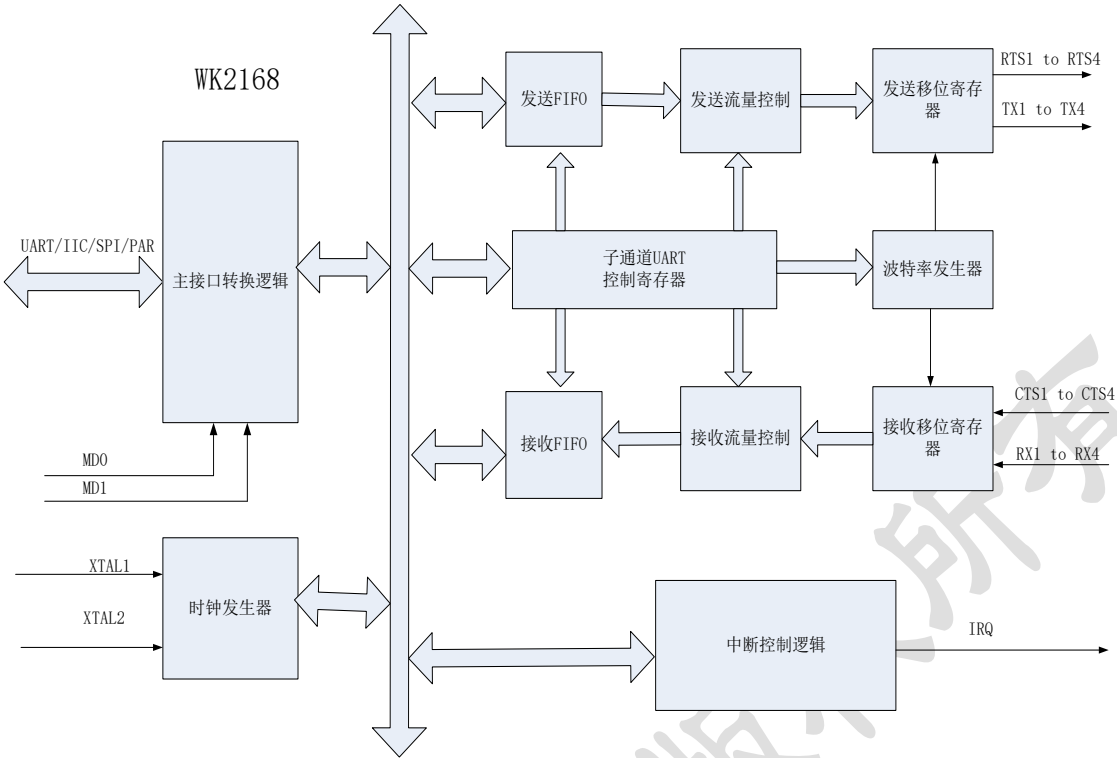 WK2168
UART/IIC/SPI/PAR
主接口转换逻辑
MD0
MD1
XTAL1
XTAL2
时钟发生器
发送FIFO
发送流量控制
发送移位寄存
器
RTS1 to RTS4
TX1 to TX4
子通道UART
控制寄存器
波特率发生器
接收FIFO
接收流量控制
接收移位寄存
器
CTS1 to CTS4
RX1 to RX4
中断控制逻辑
IRQ
版权所有